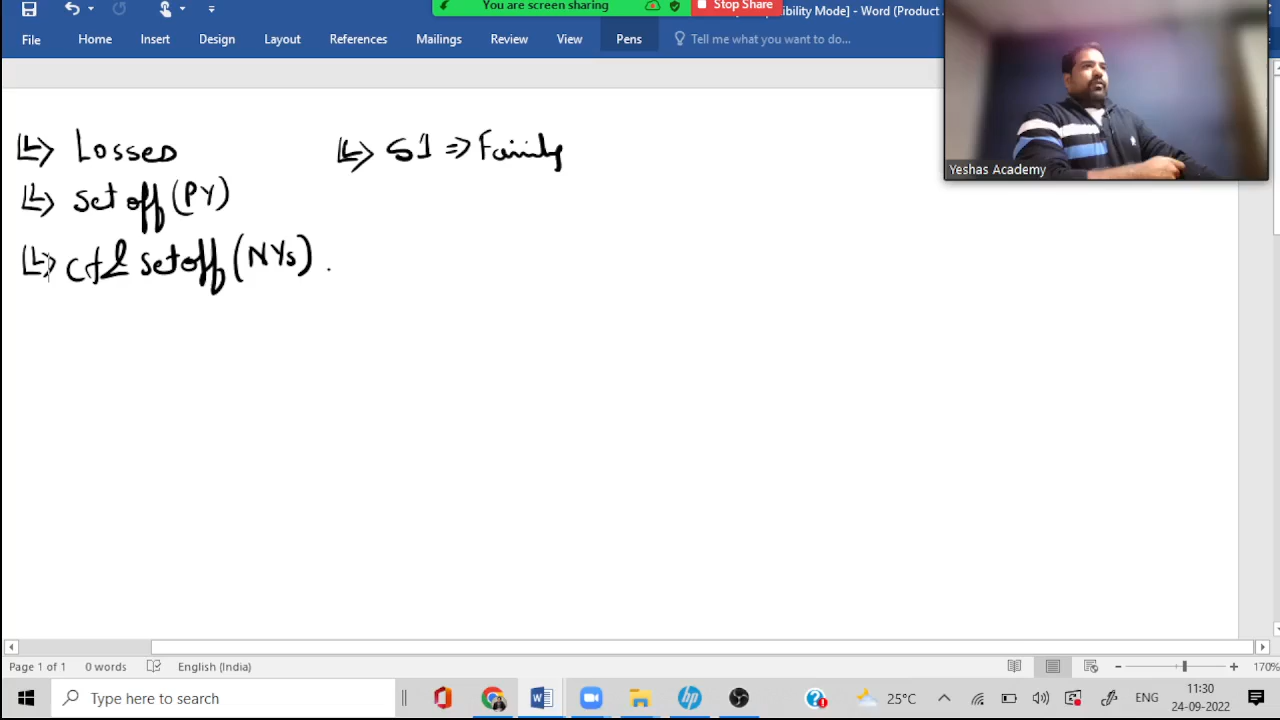 You are screen sharing
Stop Share
ibility Mode] - Word (Product
File Home Insert Design Layout References Mailings Review View Pens Tell me what you want to do...
Yeshas Academy
Losses
Set off (PY)
Cf & Setoff (NYs).
S1 => Family
Page 1 of 1 0 words English (India) 170%
Type here to search
25°C ENG 11:30
24-09-2022